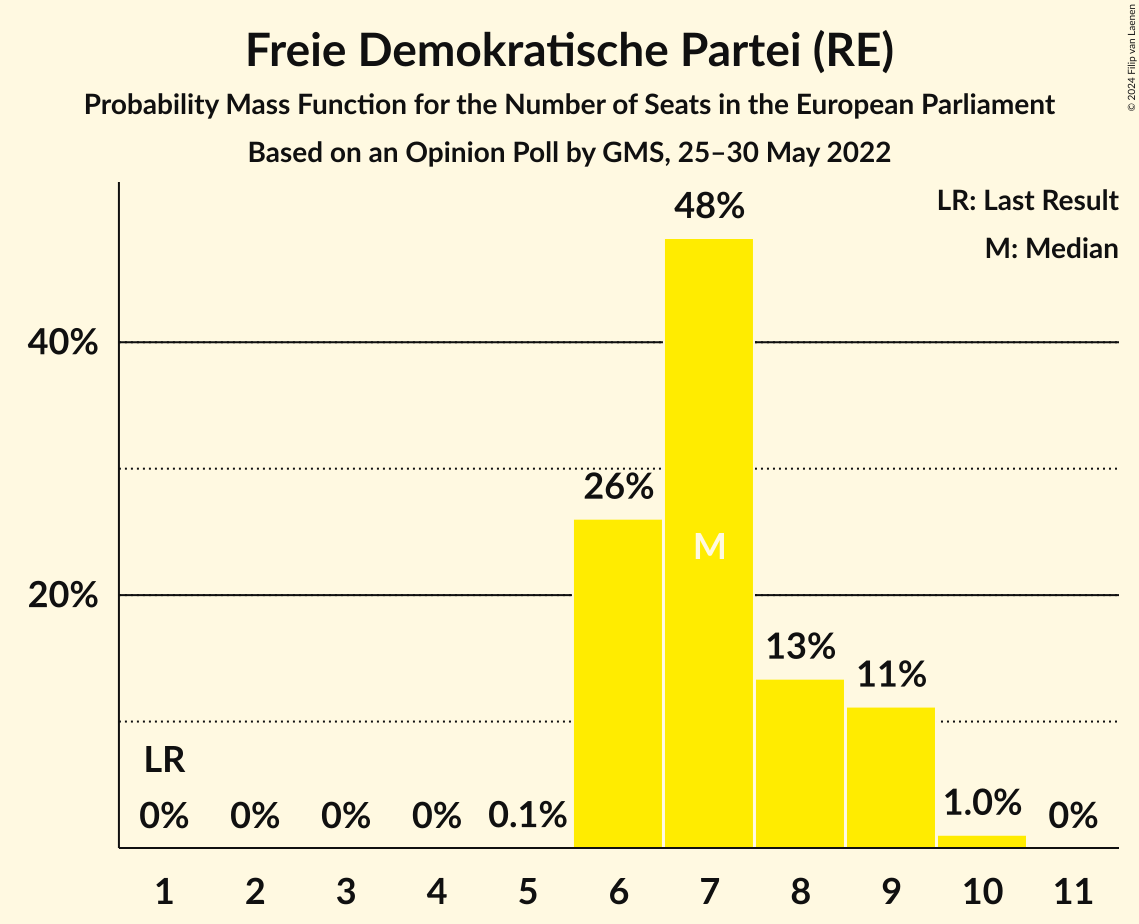 Freie Demokratische Partei (RE)
Probability Mass Function for the Number of Seats in the European Parliament
Based on an Opinion Poll by GMS, 25–30 May 2022
© 2024 Filip van Laenen
LR: Last Result
M: Median
48%
40%
26%
M
20%
13%
11%
LR
0% 0% 0% 0% 0.1% 1.0% 0%
1 2 3 4 5 6 7 8 9 10 11